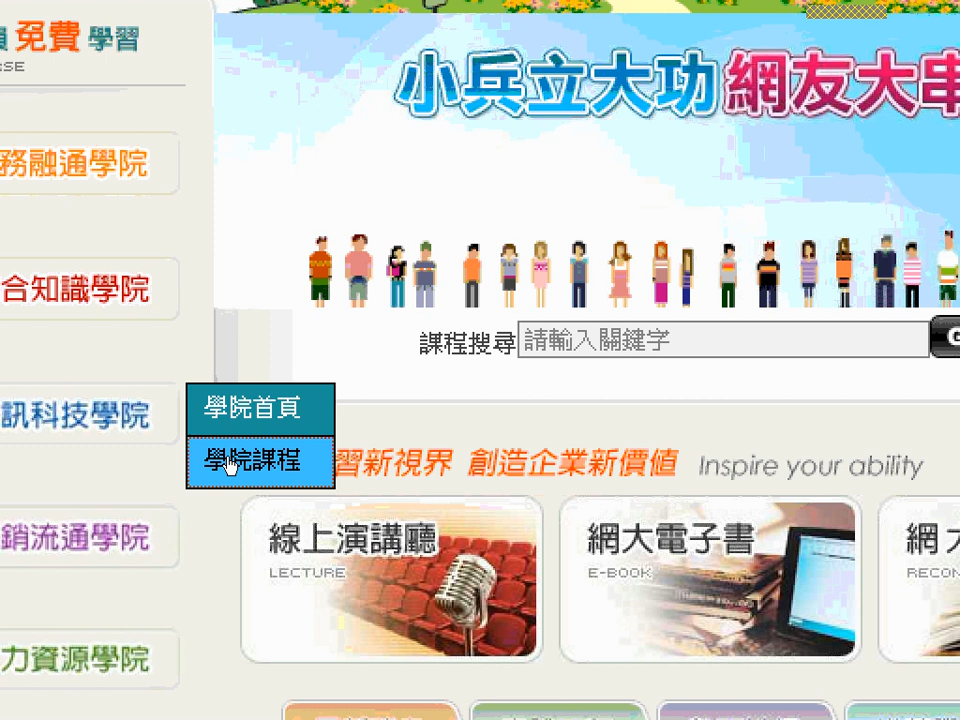 免費 學習
小兵立大功 網友大串
務融通學院
合知識學院
課程搜尋 請輸入關鍵字
訊科技學院
學院首頁
學院課程
習新視界 創造企業新價值 Inspire your ability
線上演講廳
LECTURE
網大電子書
E-BOOK
網大
RECON
銷流通學院
力資源學院